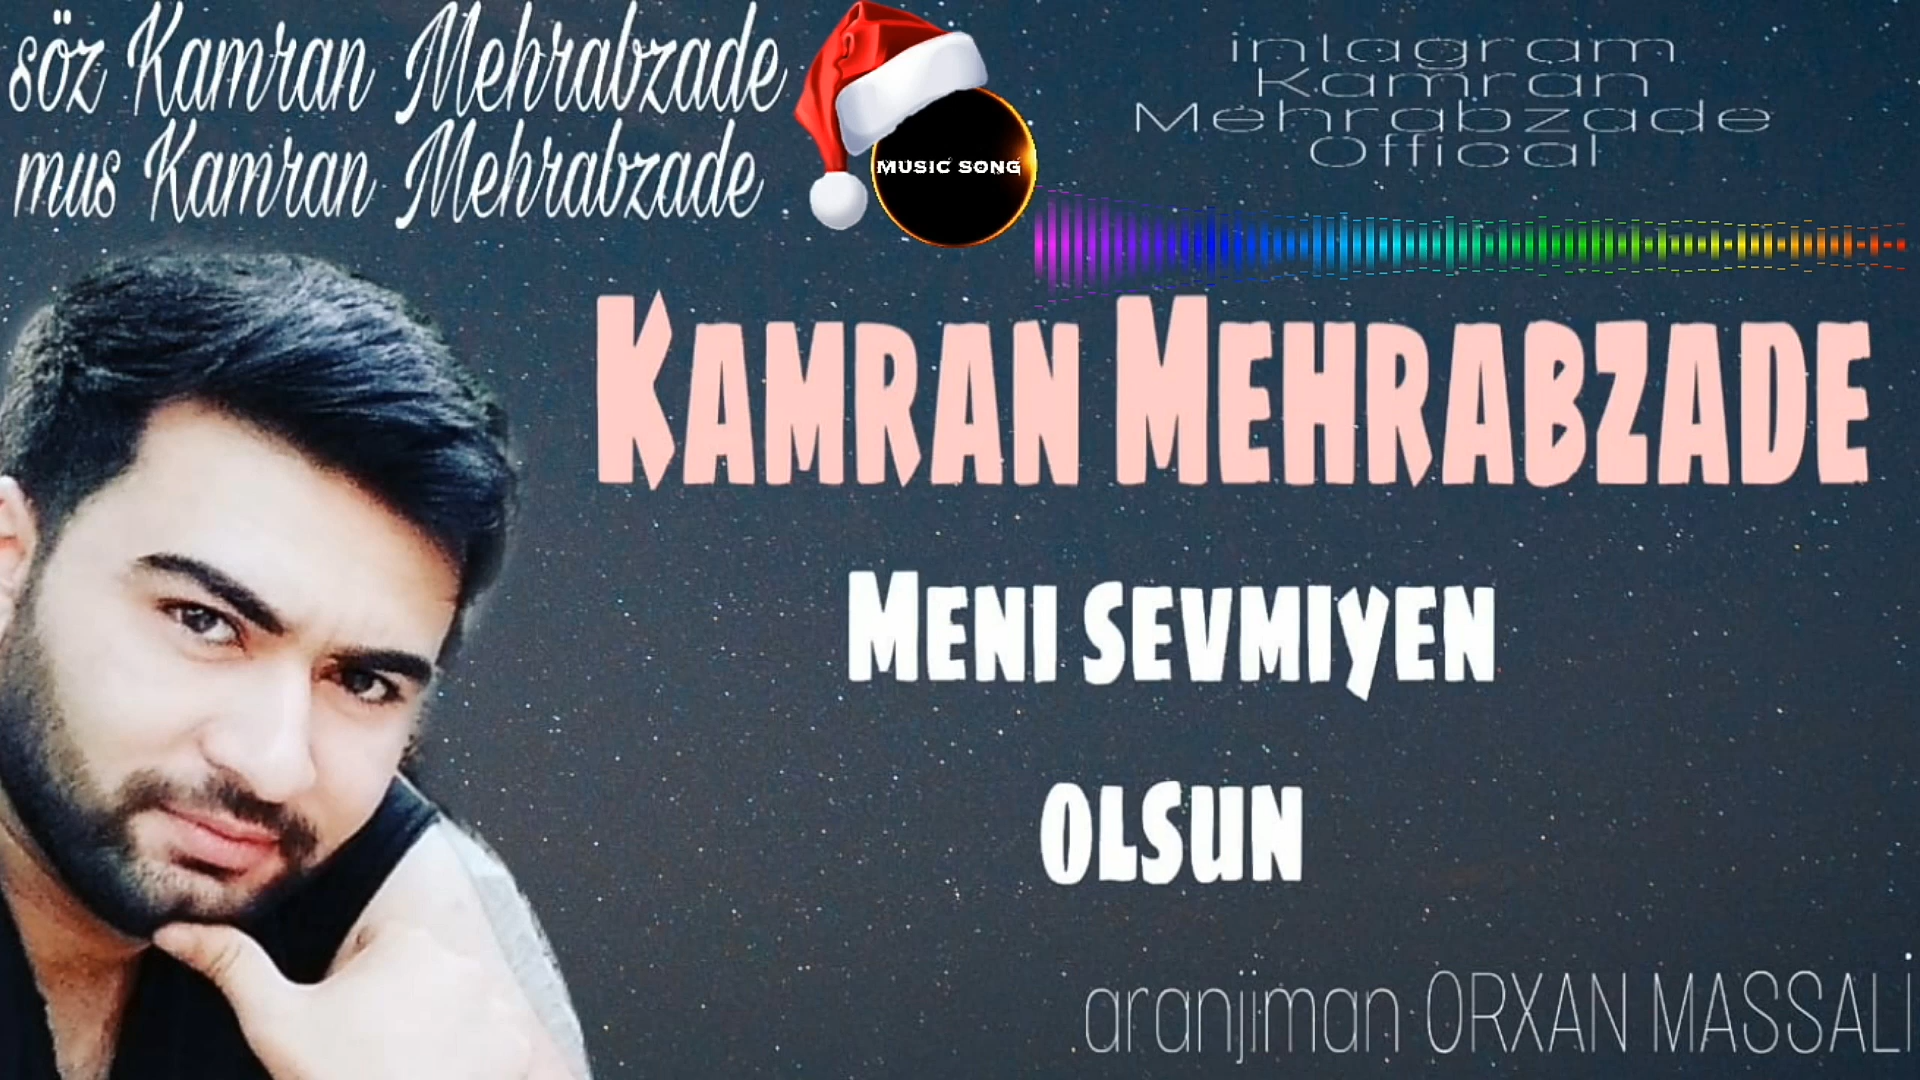 söz Kamran Mehrabzade
mus Kamran Mehrabzade
MUSIC SONG
inlagram
Kamran
Mehrabzade
Offical
KAMRAN MEHRABZADE
MENI SEVMIYEN
OLSUN
aranjiman ORXAN MASSALİ